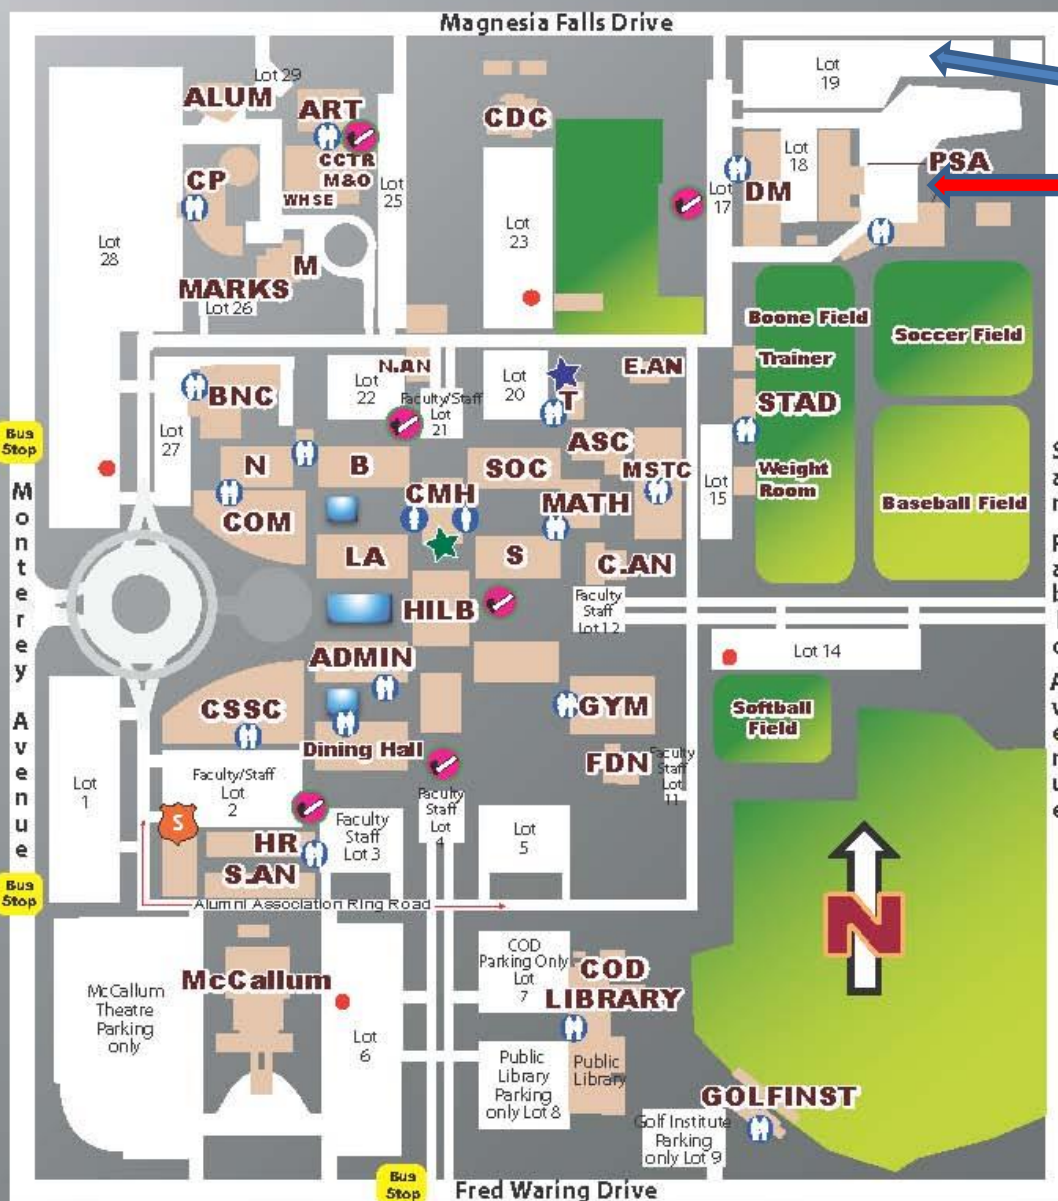 Magnesia Falls Drive
Lot 29
ALUM
ART
CCTR
M&O
WHSE
CP
Lot
25
Lot
28
M
MARKS
Lot 26
CDC
Lot
23
Lot
19
Lot
18
Lot
17
DM
PSA
Boone Field
Soccer Field
Trainer
STAD
Weight
Room
Baseball Field
Bus
Stop
Lot
27
BNC
Lot
22
N.AN
Faculty/Staff
Lot
21
Lot
20
T
E.AN
ASC
MSTC
Lot
15
N
B
SOC
COM
CMH
MATH
LA
S
C.AN
HILB
Faculty
Staff
Lot 12
Monterey Avenue
ADMIN
CSSC
Dining Hall
GYM
FDN
Faculty
Staff
Lot
11
Lot 14
Softball
Field
Lot
1
Faculty/Staff
Lot
2
S
HR
S.AN
Faculty
Staff
Lot 3
Faculty
Staff
Lot
4
Lot
5
Bus
Stop
Alumni Association Ring Road
McCallum
McCallum
Theatre
Parking
only
Lot
6
COD
Parking Only
Lot
7
COD
LIBRARY
Public
Library
Parking
only Lot 8
Public
Library
N
GOLFINST
Golf Institute
Parking
only Lot 9
Bus
Stop
Fred Waring Drive